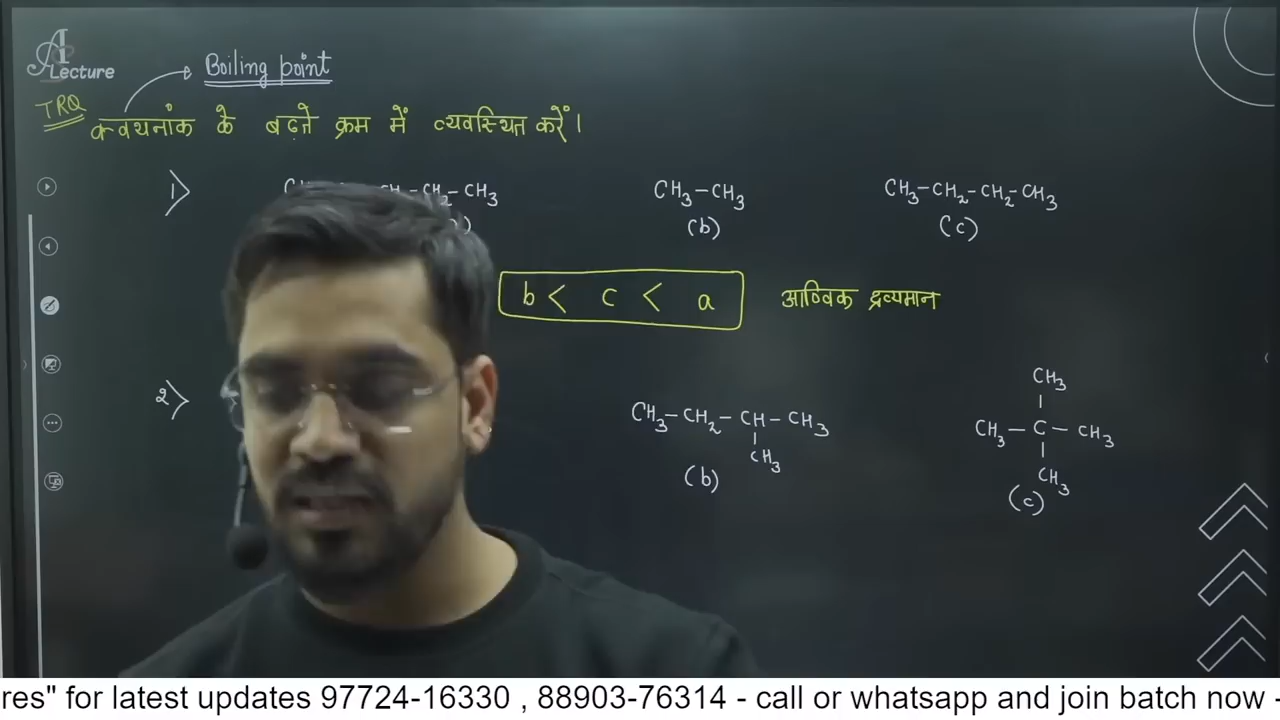 A
Lecture
Boiling point
TRQ
क्वथनांक के बढ़ते क्रम में व्यवस्थित करें।
1> CH₃-CH₃ CH₃-CH₂-CH₂-CH₃
CH₂-CH₃
(b) (c)
b < c < a आण्विक द्रव्यमान
2> CH₃-CH₂-CH-CH₃
CH₃
(b)
CH₃
CH₃-C-CH₃
CH₃
(c)
res" for latest updates 97724-16330 , 88903-76314 - call or whatsapp and join batch now -